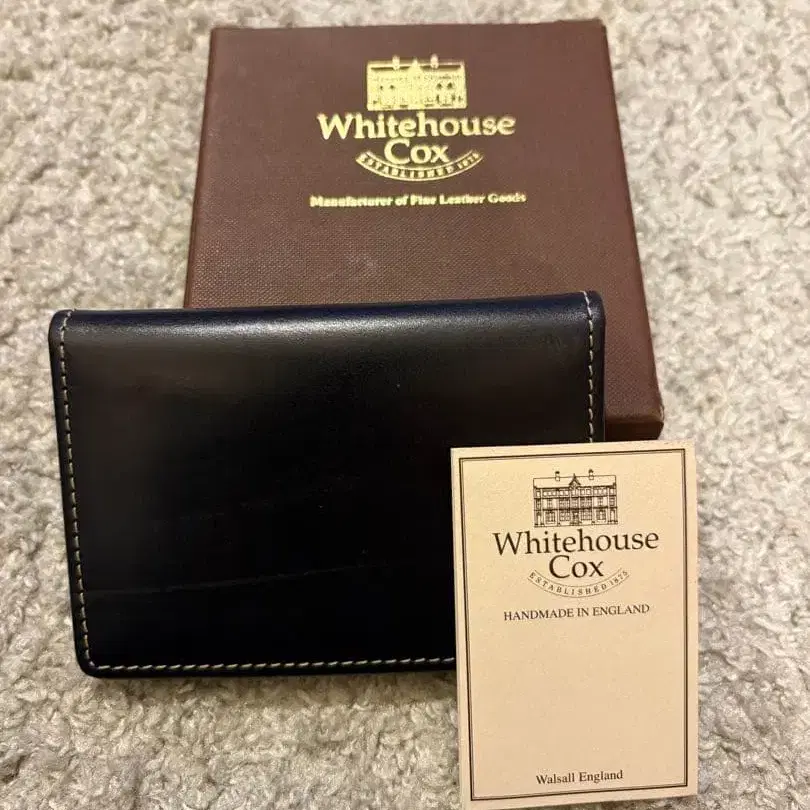 Whitehouse
Cox
ESTABLISHED 1875
Manufacturer of Fine Leather Goods
Whitehouse
Cox
ESTABLISHED 1875
HANDMADE IN ENGLAND
Walsall England